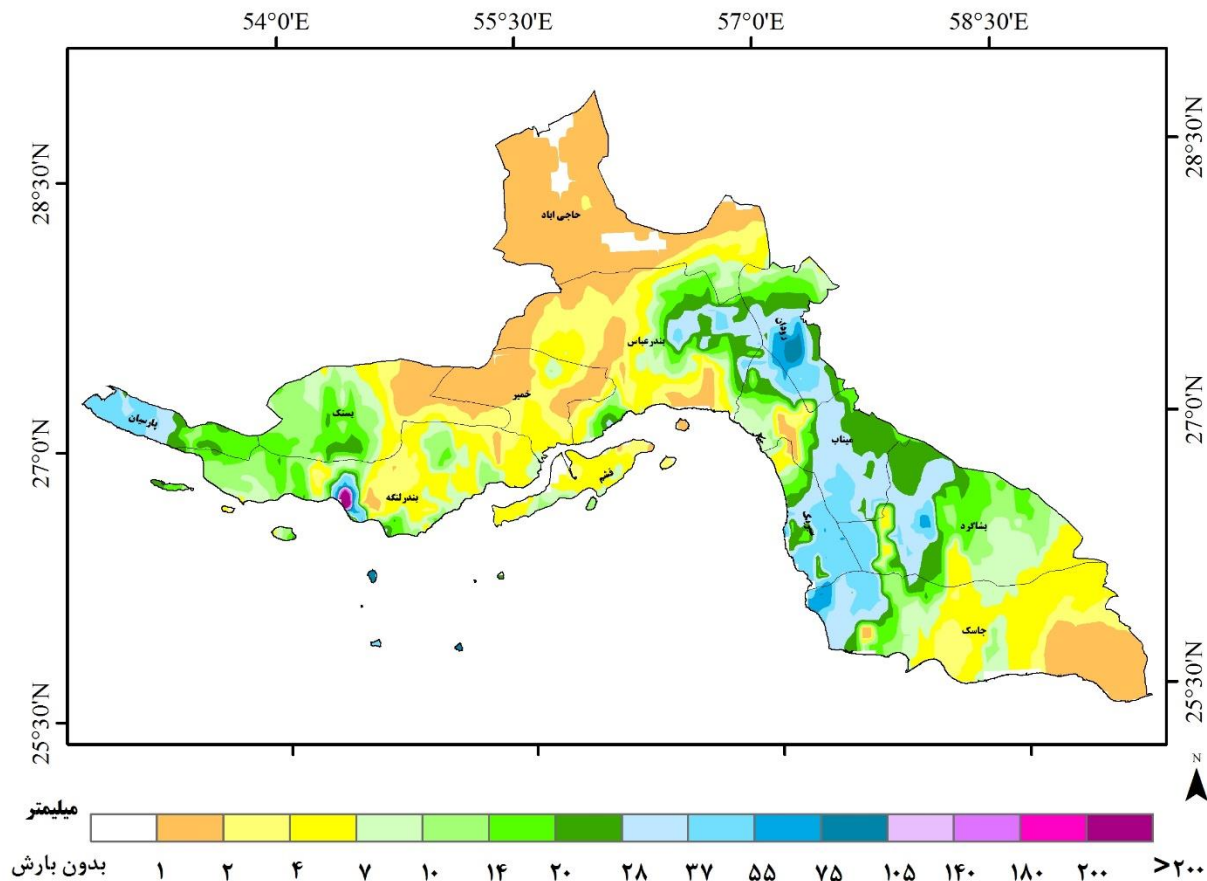 54°0'E 55°30'E 57°0'E 58°30'E
28°30'N
28°30'N
حاجی اباد
رودان
بندرعباس
خمیر
بستک
پارسیان
27°0'N
میناب
27°0'N
قشم
بندرلنگه
سیریک
بشاگرد
جاسک
25°30'N
25°30'N
N
میلیمتر
بدون بارش ۱ ۲ ۴ ۷ ۱۰ ۱۴ ۲۰ ۲۸ ۳۷ ۵۵ ۷۵ ۱۰۵ ۱۴۰ ۱۸۰ ۲۰۰ >۲۰۰